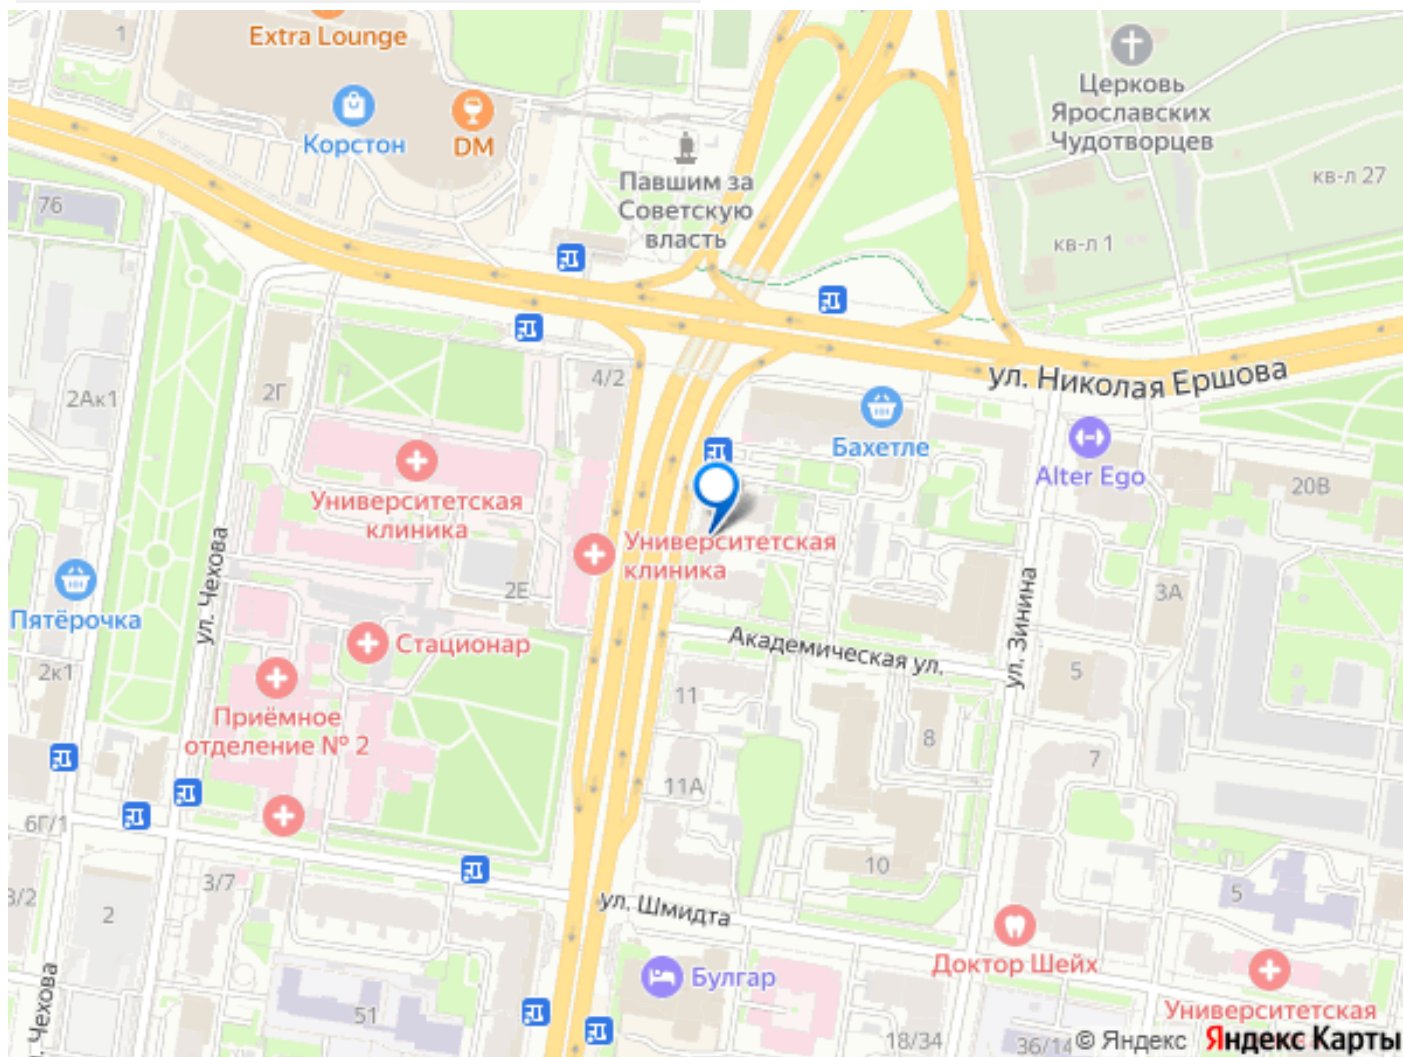 1
Extra Lounge
Корстон
DM
Павшим за
Советскую
власть
Церковь
Ярославских
Чудотворцев
кв-л 27
кв-л 1
76
ул. Николая Ершова
4/2
2Г
2Ак1
Бахетле
Alter Ego
20В
Университетская
клиника
Университетская
клиника
2Е
ул. Чехова
Пятёрочка
3А
ул. Зинина
Стационар
Академическая ул.
2к1
5
11
Приёмное
отделение № 2
8
7
11А
6Г/1
10
3/7
3/2
2
ул. Шмидта
5
Доктор Шейх
Булгар
. Чехова
51
Университетская
18/34
36/14
© Яндекс Яндекс Карты